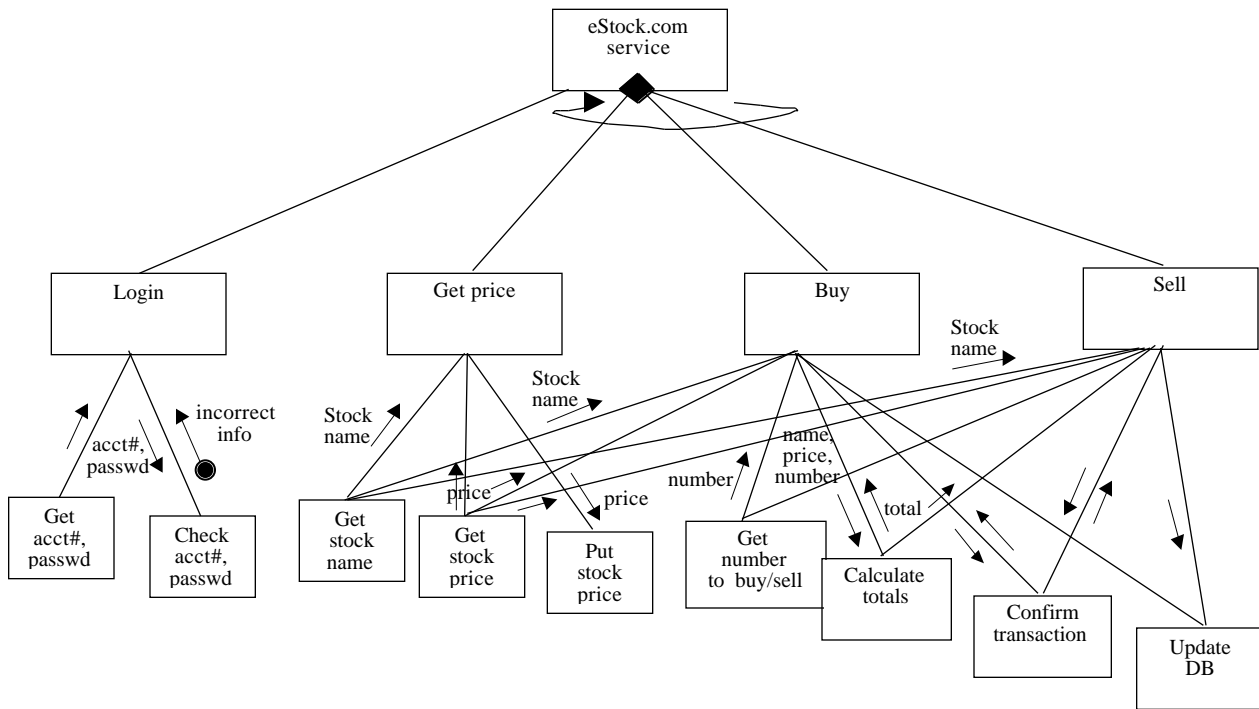 eStock.com
service
Login
Get price
Buy
Sell
Stock
name
Stock
name
Stock
name
incorrect
info
acct#,
passwd
name,
price,
number
number
price
price
total
Get
acct#,
passwd
Check
acct#,
passwd
Get
stock
name
Get
stock
price
Put
stock
price
Get
number
to buy/sell
Calculate
totals
Confirm
transaction
Update
DB